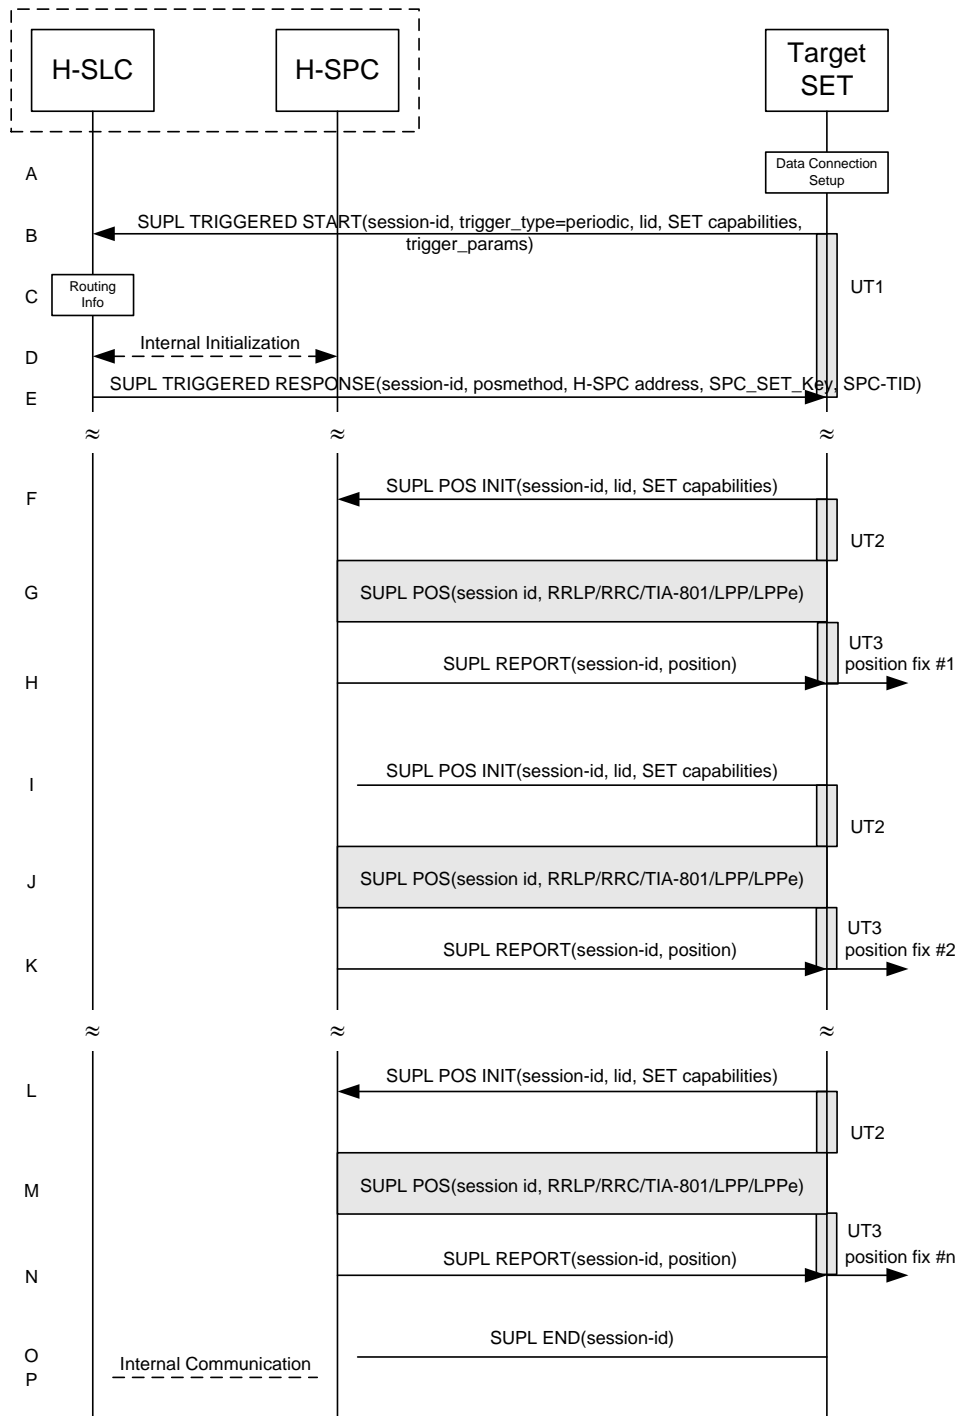 H-SLC
H-SPC
Target
SET
A
Data Connection
Setup
B
SUPL TRIGGERED START(session-id, trigger_type=periodic, lid, SET capabilities,
trigger_params)
C
Routing
Info
UT1
D
Internal Initialization
E
SUPL TRIGGERED RESPONSE(session-id, posmethod, H-SPC address, SPC_SET_Key, SPC-TID)
≈ ≈ ≈
F
SUPL POS INIT(session-id, lid, SET capabilities)
UT2
G
SUPL POS(session id, RRLP/RRC/TIA-801/LPP/LPPe)
H
SUPL REPORT(session-id, position)
UT3
position fix #1
I
SUPL POS INIT(session-id, lid, SET capabilities)
UT2
J
SUPL POS(session id, RRLP/RRC/TIA-801/LPP/LPPe)
K
SUPL REPORT(session-id, position)
UT3
position fix #2
≈ ≈ ≈
L
SUPL POS INIT(session-id, lid, SET capabilities)
UT2
M
SUPL POS(session id, RRLP/RRC/TIA-801/LPP/LPPe)
N
SUPL REPORT(session-id, position)
UT3
position fix #n
O
SUPL END(session-id)
P
Internal Communication